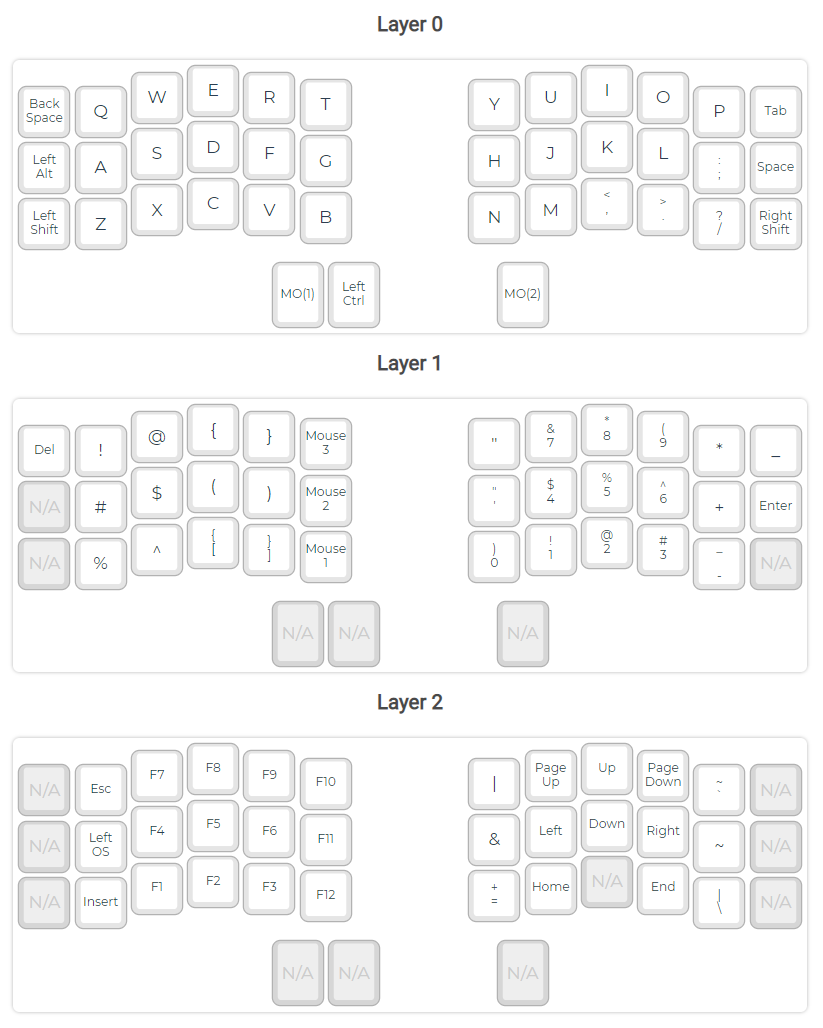 Layer 0
Back Space Q W E R T Y U I O P Tab
Left Alt A S D F G H J K L : ; Space
Left Shift Z X C V B N M < , > . ? / Right Shift
MO(1) Left Ctrl MO(2)
Layer 1
Del ! @ { } Mouse 3 " & 7 * 8 ( 9 * _
N/A # $ ( ) Mouse 2 " ' $ 4 % 5 ^ 6 + Enter
N/A % ^ { [ } ] Mouse 1 ) 0 ! 1 @ 2 # 3 _ - N/A
N/A N/A N/A
Layer 2
N/A Esc F7 F8 F9 F10 | Page Up Up Page Down ~ ` N/A
N/A Left OS F4 F5 F6 F11 & Left Down Right ~ N/A
N/A Insert F1 F2 F3 F12 + = Home N/A End | \ N/A
N/A N/A N/A